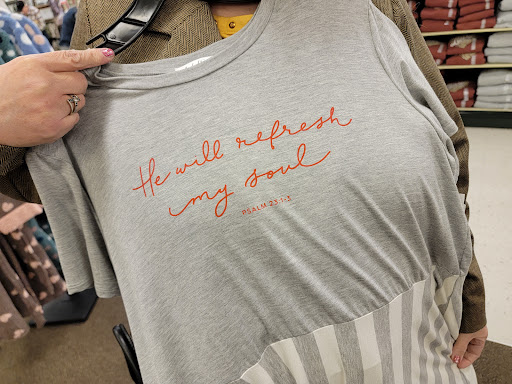 He will refresh
my soul
PSALM 23:1-3